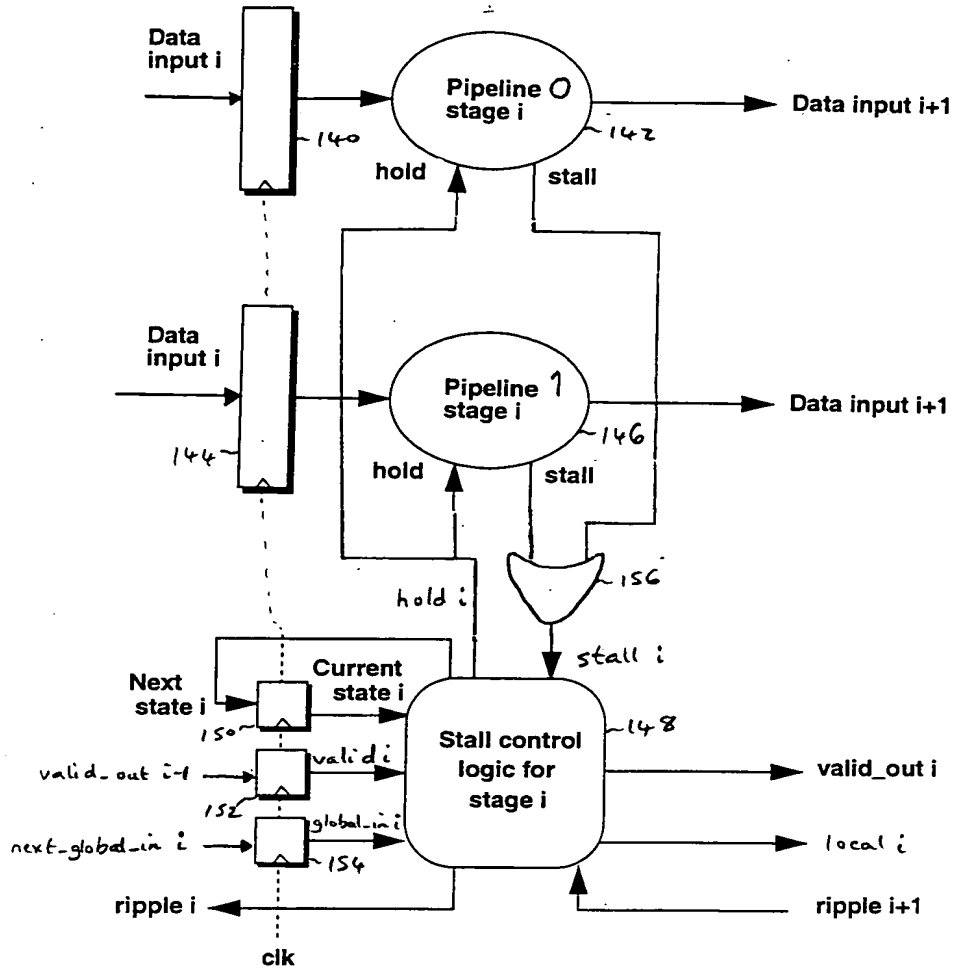 Data
input i
140
Pipeline 0
stage i
142
Data input i+1
hold
stall
Data
input i
144
Pipeline 1
stage i
146
Data input i+1
hold
stall
156
hold i
stall i
Next
state i
150
Current
state i
148
Stall control
logic for
stage i
valid_out i-1
152
valid i
valid_out i
next_global_in i
154
global_in i
local i
ripple i
ripple i+1
clk